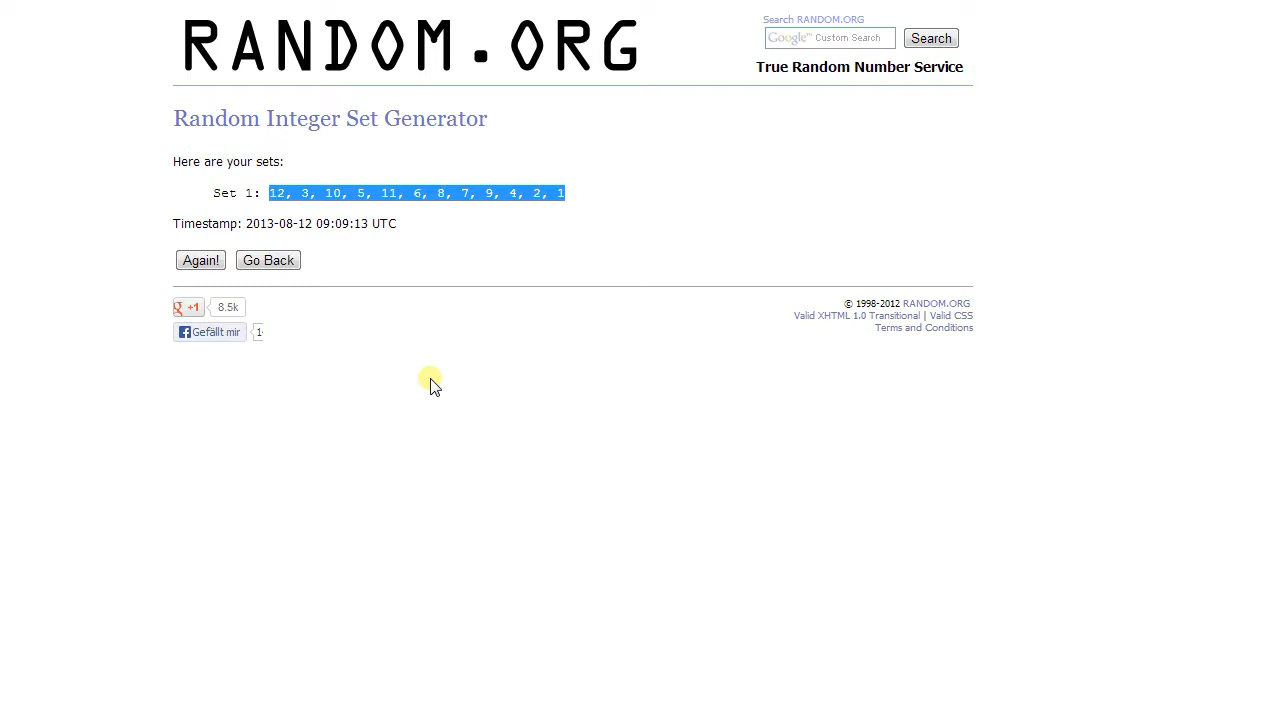 RANDOM.ORG
Search RANDOM.ORG
Google™ Custom Search
Search
True Random Number Service
Random Integer Set Generator
Here are your sets:
Set 1: 12, 3, 10, 5, 11, 6, 8, 7, 9, 4, 2, 1
Timestamp: 2013-08-12 09:09:13 UTC
Again! Go Back
+1 8.5k
Gefällt mir
© 1998-2012 RANDOM.ORG
Valid XHTML 1.0 Transitional | Valid CSS
Terms and Conditions